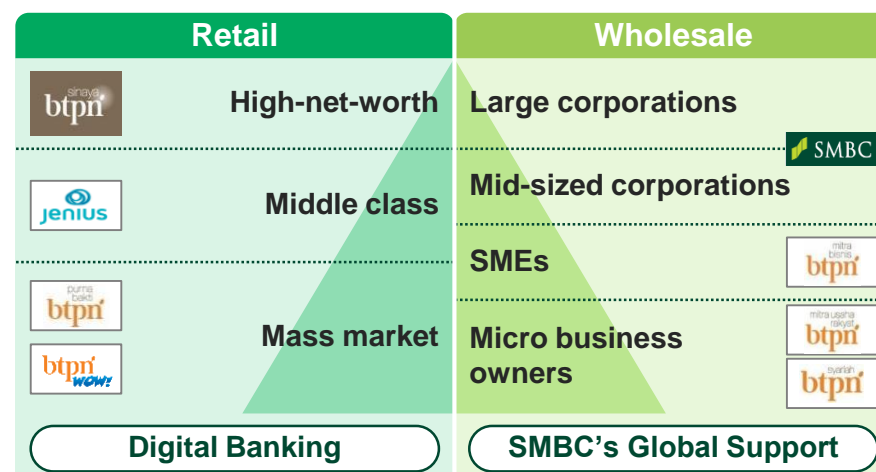 Retail
Wholesale
sinaya
btpn
High-net-worth
Large corporations
SMBC
Jenius
Middle class
Mid-sized corporations
SMEs
mitra
bisnis
btpn
purna
bakti
btpn
btpn
WOW!
Mass market
Micro business
owners
mitra usaha
rakyat
btpn
syariah
btpn
Digital Banking
SMBC's Global Support